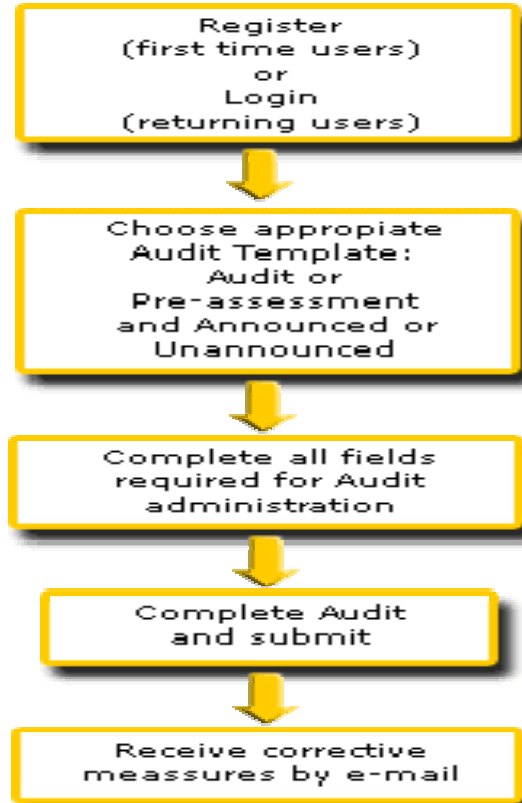 Register
(first time users)
or
Login
(returning users)
Choose appropiate
Audit Template:
Audit or
Pre-assessment
and Announced or
Unannounced
Complete all fields
required for Audit
administration
Complete Audit
and submit
Receive corrective
meassures by e-mail